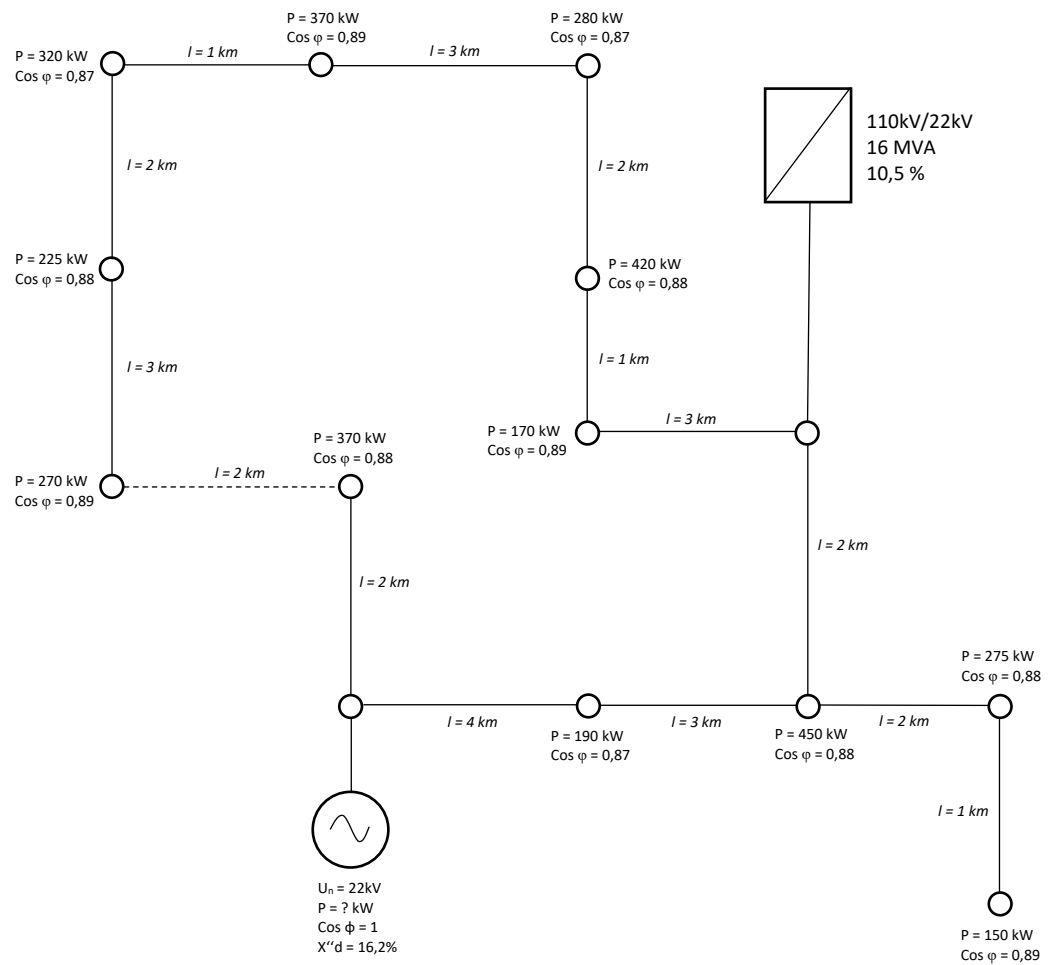 P = 370 kW
Cos φ = 0,89
P = 280 kW
Cos φ = 0,87
P = 320 kW
Cos φ = 0,87
l = 1 km
l = 3 km
110kV/22kV
16 MVA
10,5 %
l = 2 km
l = 2 km
P = 225 kW
Cos φ = 0,88
P = 420 kW
Cos φ = 0,88
l = 3 km
l = 1 km
P = 170 kW
Cos φ = 0,89
l = 3 km
P = 370 kW
Cos φ = 0,88
P = 270 kW
Cos φ = 0,89
l = 2 km
l = 2 km
l = 2 km
P = 275 kW
Cos φ = 0,88
l = 4 km
l = 3 km
l = 2 km
P = 190 kW
Cos φ = 0,87
P = 450 kW
Cos φ = 0,88
l = 1 km
Uₙ = 22kV
P = ? kW
Cos ϕ = 1
X‘‘d = 16,2%
P = 150 kW
Cos φ = 0,89